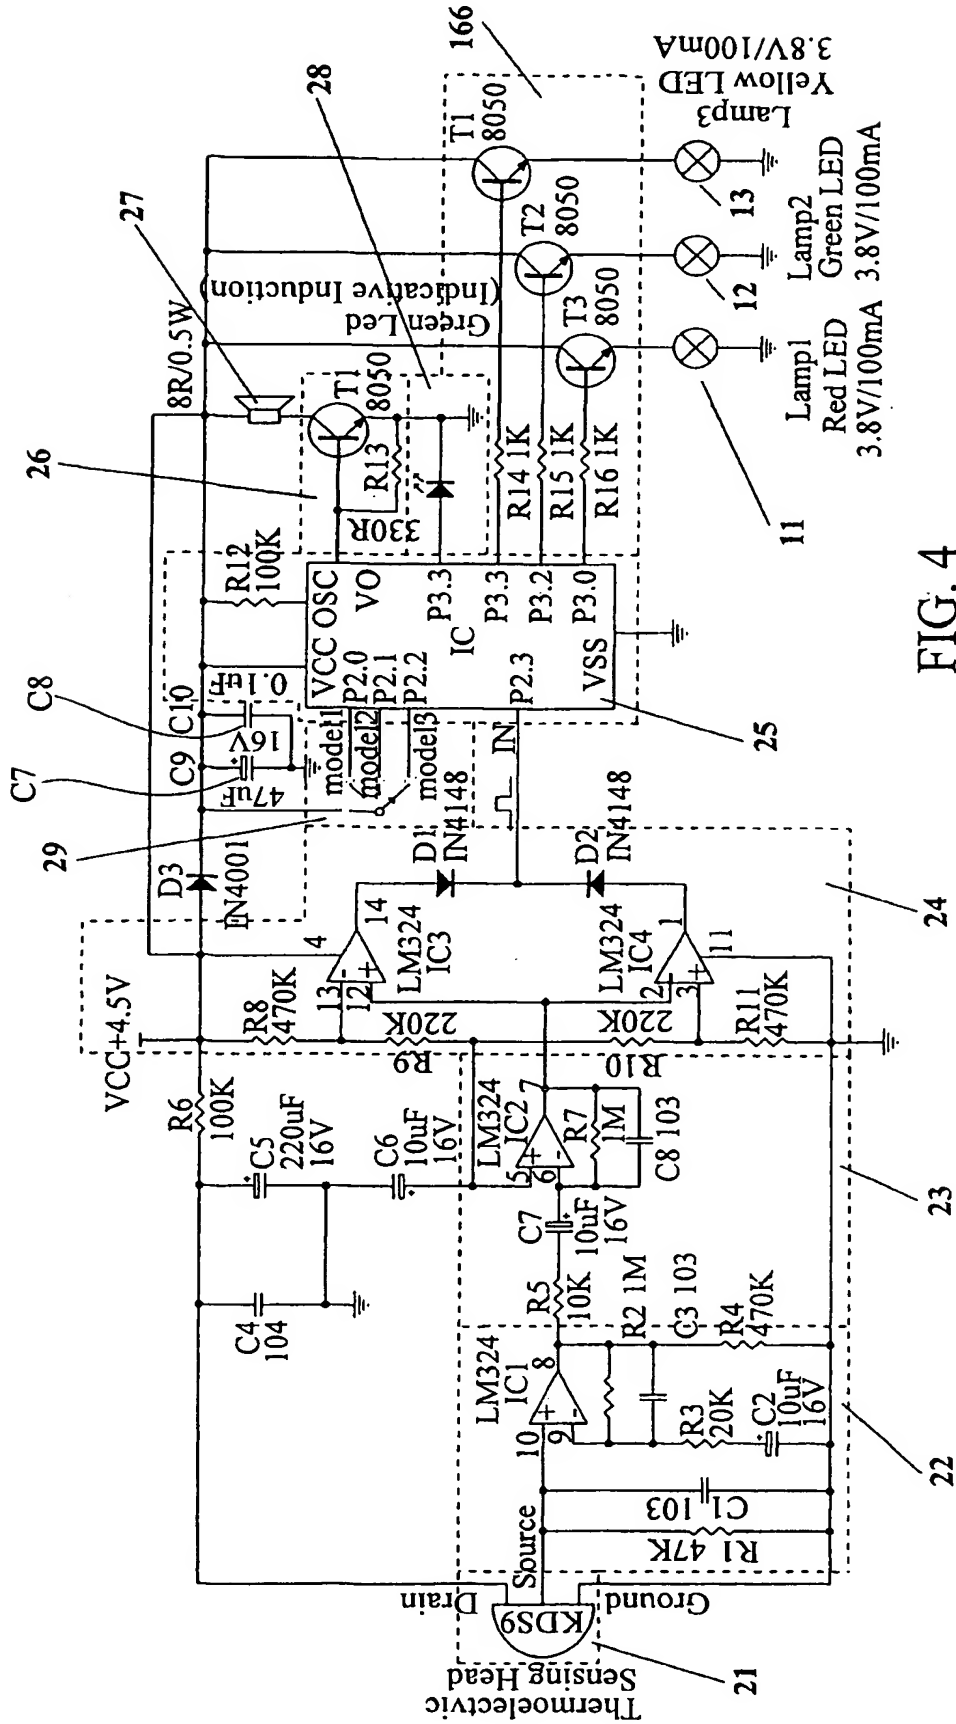 Thermoelectvic
Sensing Head
21
KDS9
Drain
Source
Ground
R1 47K
C1 103
22
10
9
8
LM324
IC1
R3
20K
C2
10uF
16V
R2 1M
C3 103
R4
470K
C4
104
R5
10K
C7
10uF
16V
C5
220uF
16V
C6
10uF
16V
R6
100K
5
6
7
LM324
IC2
R7
1M
C8 103
23
VCC+4.5V
R8
470K
R9
220K
R10
220K
R11
470K
13
12
4
14
LM324
IC3
2
3
1
11
LM324
IC4
24
D3
IN4001
D1
IN4148
D2
IN4148
29
C7
C9
47uF
16V
C8
C10
0.1uF
model1
model2
model3
IN
25
R12
100K
VCC
OSC
P2.0
P2.1
P2.2
P2.3
VO
P3.3
IC
P3.3
P3.2
P3.0
VSS
26
8R/0.5W
27
T1
8050
R13
330R
28
Green Led
(Indicative Induction)
R14 1K
R15 1K
R16 1K
T1
8050
T2
8050
T3
8050
166
11
12
13
Lamp1
Red LED
3.8V/100mA
Lamp2
Green LED
3.8V/100mA
Lamp3
Yellow LED
3.8V/100mA
FIG. 4